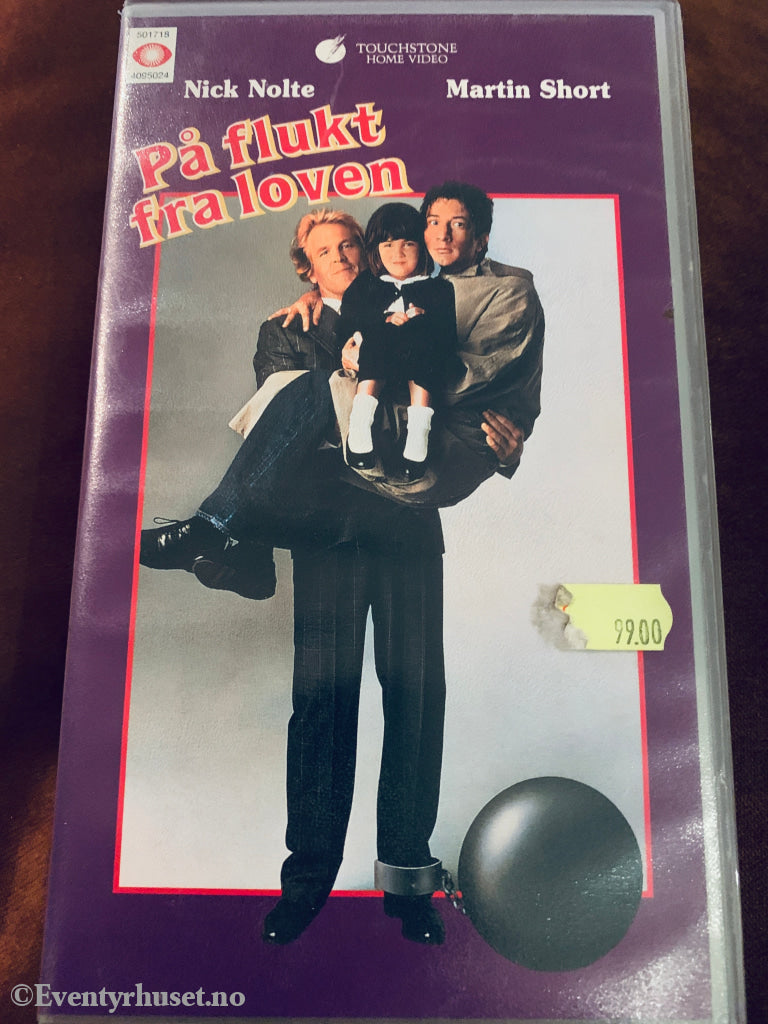 501718
4095024
TOUCHSTONE
HOME VIDEO
Nick Nolte
Martin Short
På flukt
fra loven
99.00
©Eventyrhuset.no